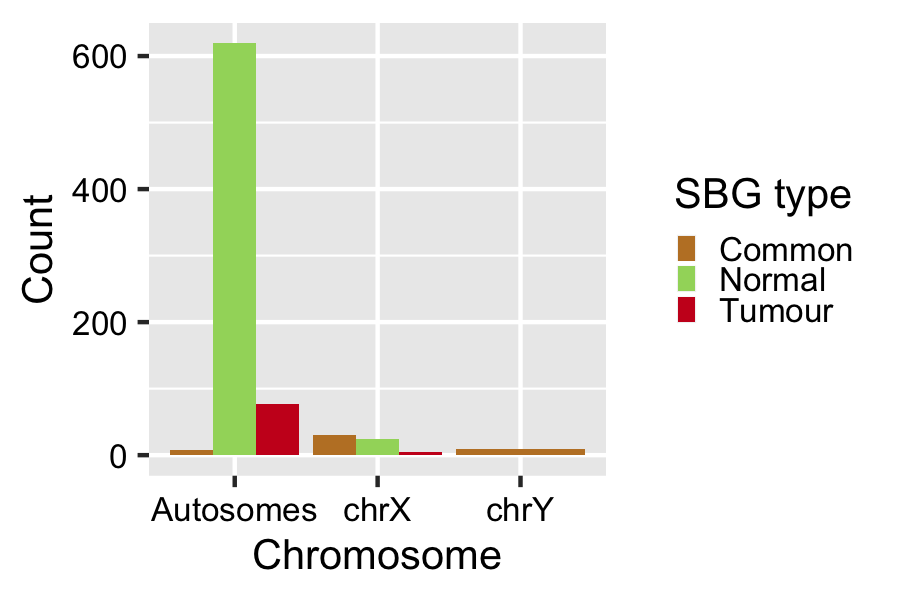 600
400
200
0
Count
Autosomes chrX chrY
Chromosome
SBG type
Common
Normal
Tumour